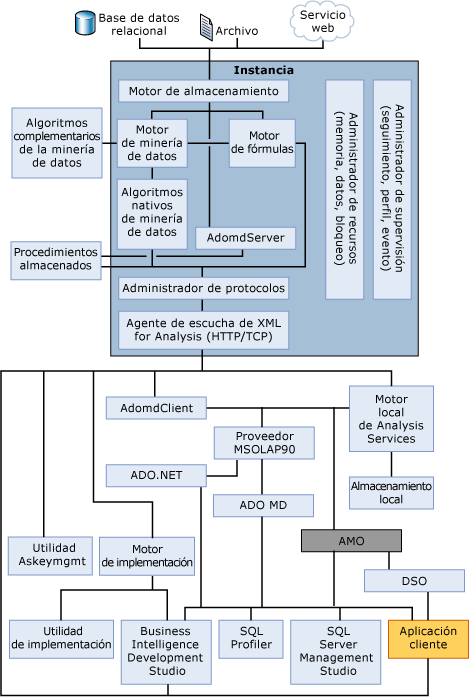 Base de datos
relacional
Archivo
Servicio
web
Instancia
Motor de almacenamiento
Algoritmos
complementarios
de la minería
de datos
Motor
de minería
de datos
Motor
de fórmulas
Administrador de recursos
(memoria, datos, bloqueo)
Administrador de supervisión
(seguimiento, perfil, evento)
Algoritmos
nativos de minería
de datos
AdomdServer
Procedimientos
almacenados
Administrador de protocolos
Agente de escucha de XML
for Analysis (HTTP/TCP)
AdomdClient
Motor
local
de Analysis
Services
Proveedor
MSOLAP90
ADO.NET
Almacenamiento
local
ADO MD
AMO
Utilidad
Askeymgmt
Motor
de implementación
DSO
Utilidad
de implementación
Business
Intelligence
Development
Studio
SQL
Profiler
SQL
Server
Management
Studio
Aplicación
cliente